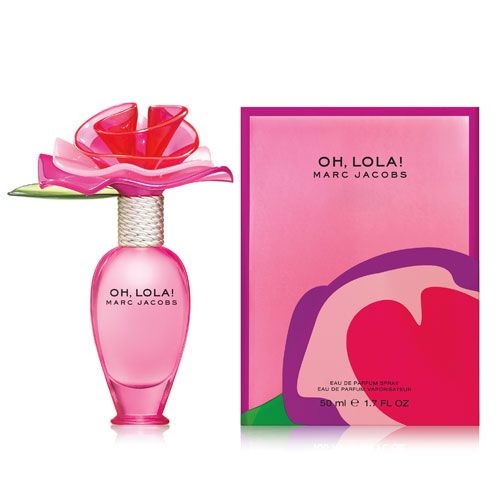 OH, LOLA!
MARC JACOBS
OH, LOLA!
MARC JACOBS
EAU DE PARFUM SPRAY
EAU DE PARFUM VAPORISATEUR
50 ml ℮ 1.7 FL OZ